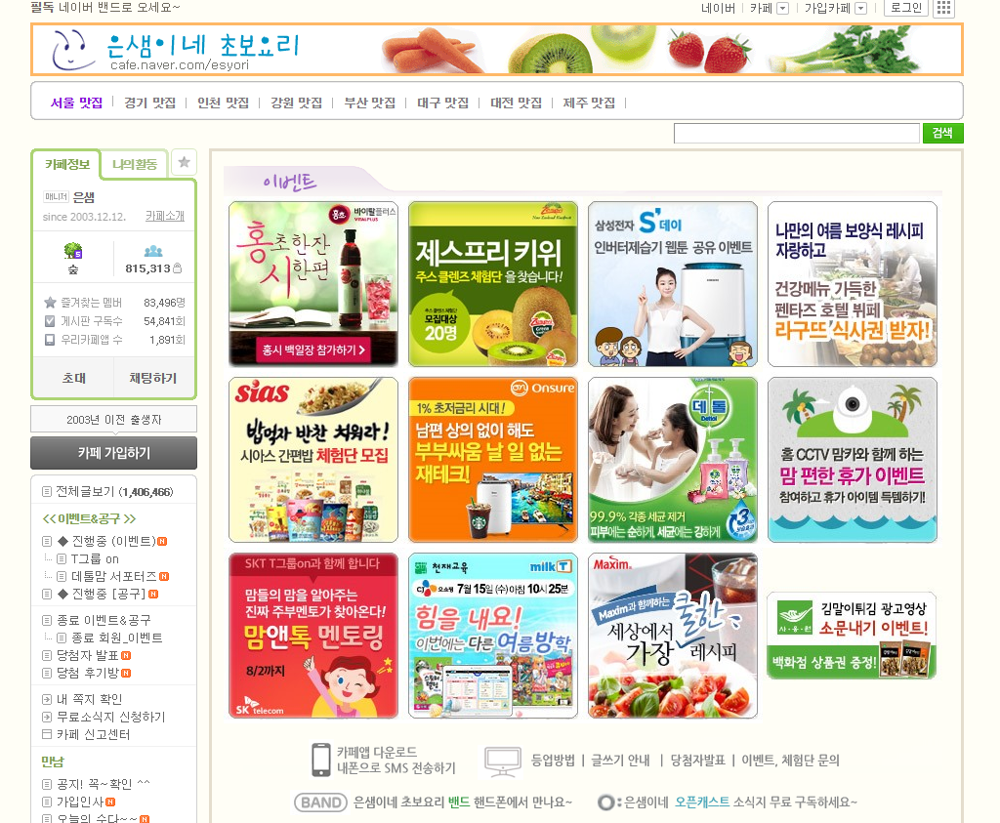 필독 네이버 밴드로 오세요~
네이버 카페 가입카페 로그인
은샘이네 초보요리
cafe.naver.com/esyori
서울 맛집 경기 맛집 인천 맛집 강원 맛집 부산 맛집 대구 맛집 대전 맛집 제주 맛집
검색
카페정보 나의활동
매니저 은샘
since 2003.12.12. 카페소개
숲 815,313
즐겨찾는 멤버 83,496명
게시판 구독수 54,841회
우리카페앱 수 1,891회
초대 채팅하기
2003년 이전 출생자
카페 가입하기
전체글보기 (1,406,466)
<<이벤트&공구>>
◆ 진행중 (이벤트) N
T그룹 on
데톨맘 서포터즈 N
◆ 진행중 [공구] N
종료 이벤트&공구
종료 회원_이벤트
당첨자 발표 N
당첨 후기방 N
내 쪽지 확인
무료소식지 신청하기
카페 신고센터
만남
공지! 꼭~확인 ^^
가입인사 N
오늘의 수다~~ N
이벤트
홍초 바이탈플러스
VITALPLUS
홍초한잔
시한편
홍시 백일장 참가하기 >
Zespri
제스프리 키위
주스 클렌즈 체험단을 찾습니다!
주스 클렌즈 체험단
모집대상
20명
삼성전자 S'데이
인버터제습기 웹툰 공유 이벤트
나만의 여름 보양식 레시피
자랑하고
건강메뉴 가득한
펜타즈 호텔 뷔페
라구뜨 식사권 받자!
sias
밥먹자 반찬 치워라!
시아스 간편밥 체험단 모집
Onsure
1% 초저금리 시대!
남편 상의 없이 해도
부부싸움 날 일 없는
재테크!
데톨
Dettol
99.9% 각종 세균 제거
피부에는 순하게, 세균에는 강하게
홈 CCTV 맘카와 함께 하는
맘 편한 휴가 이벤트
참여하고 휴가 아이템 득템하기!
SKT T그룹on과 함께 합니다
맘들의 맘을 알아주는
진짜 주부멘토가 찾아온다!
맘앤톡 멘토링
8/2까지
SK telecom
천재교육 milkT
CJ오쇼핑 7월 15일 (수) 아침 10시 25분
힘을 내요!
이번에는 다른 여름방학
Maxim
Maxim과 함께하는
세상에서 쿨한
가장 레시피
사·옹·원
김말이튀김 광고영상
소문내기 이벤트!
백화점 상품권 증정!
카페앱 다운로드
내폰으로 SMS 전송하기
등업방법 | 글쓰기 안내 | 당첨자발표 | 이벤트, 체험단 문의
BAND 은샘이네 초보요리 밴드 핸드폰에서 만나요~
은샘이네 오픈캐스트 소식지 무료 구독하세요~